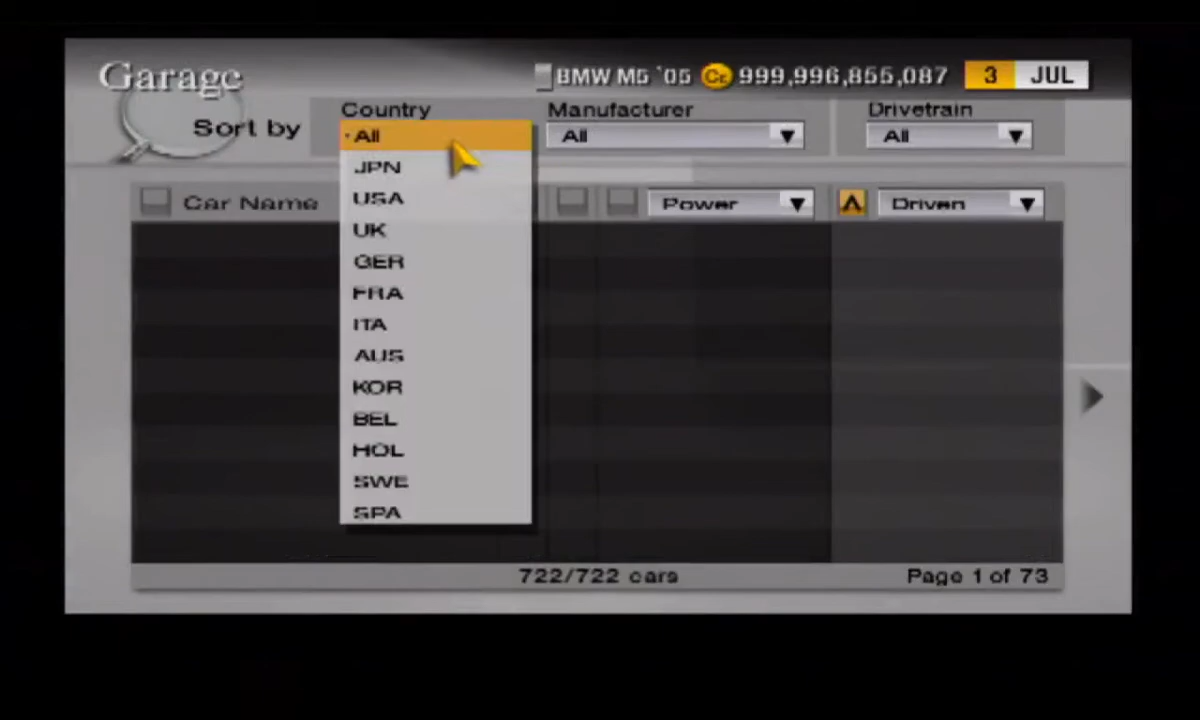 Garage
BMW M5 `05 Cr. 999,996,855,087 3 JUL
Sort by
Country Manufacturer Drivetrain
All All All
JPN
USA
UK
GER
FRA
ITA
AUS
KOR
BEL
HOL
SWE
SPA
Car Name Power Driven
722/722 cars Page 1 of 73